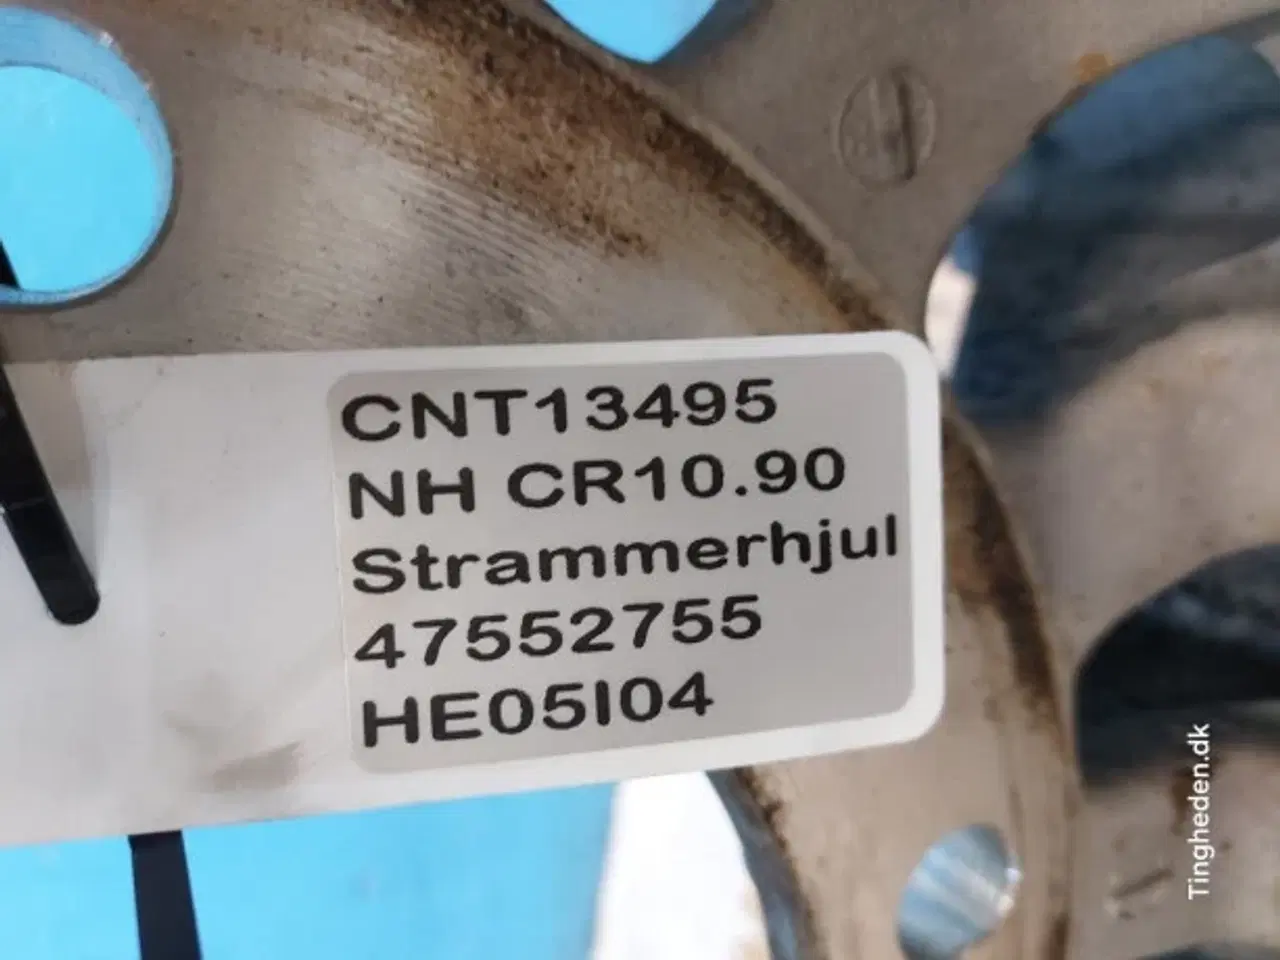 CNT13495
NH CR10.90
Strammerhjul
47552755
HE05I04
Tingheden.dk